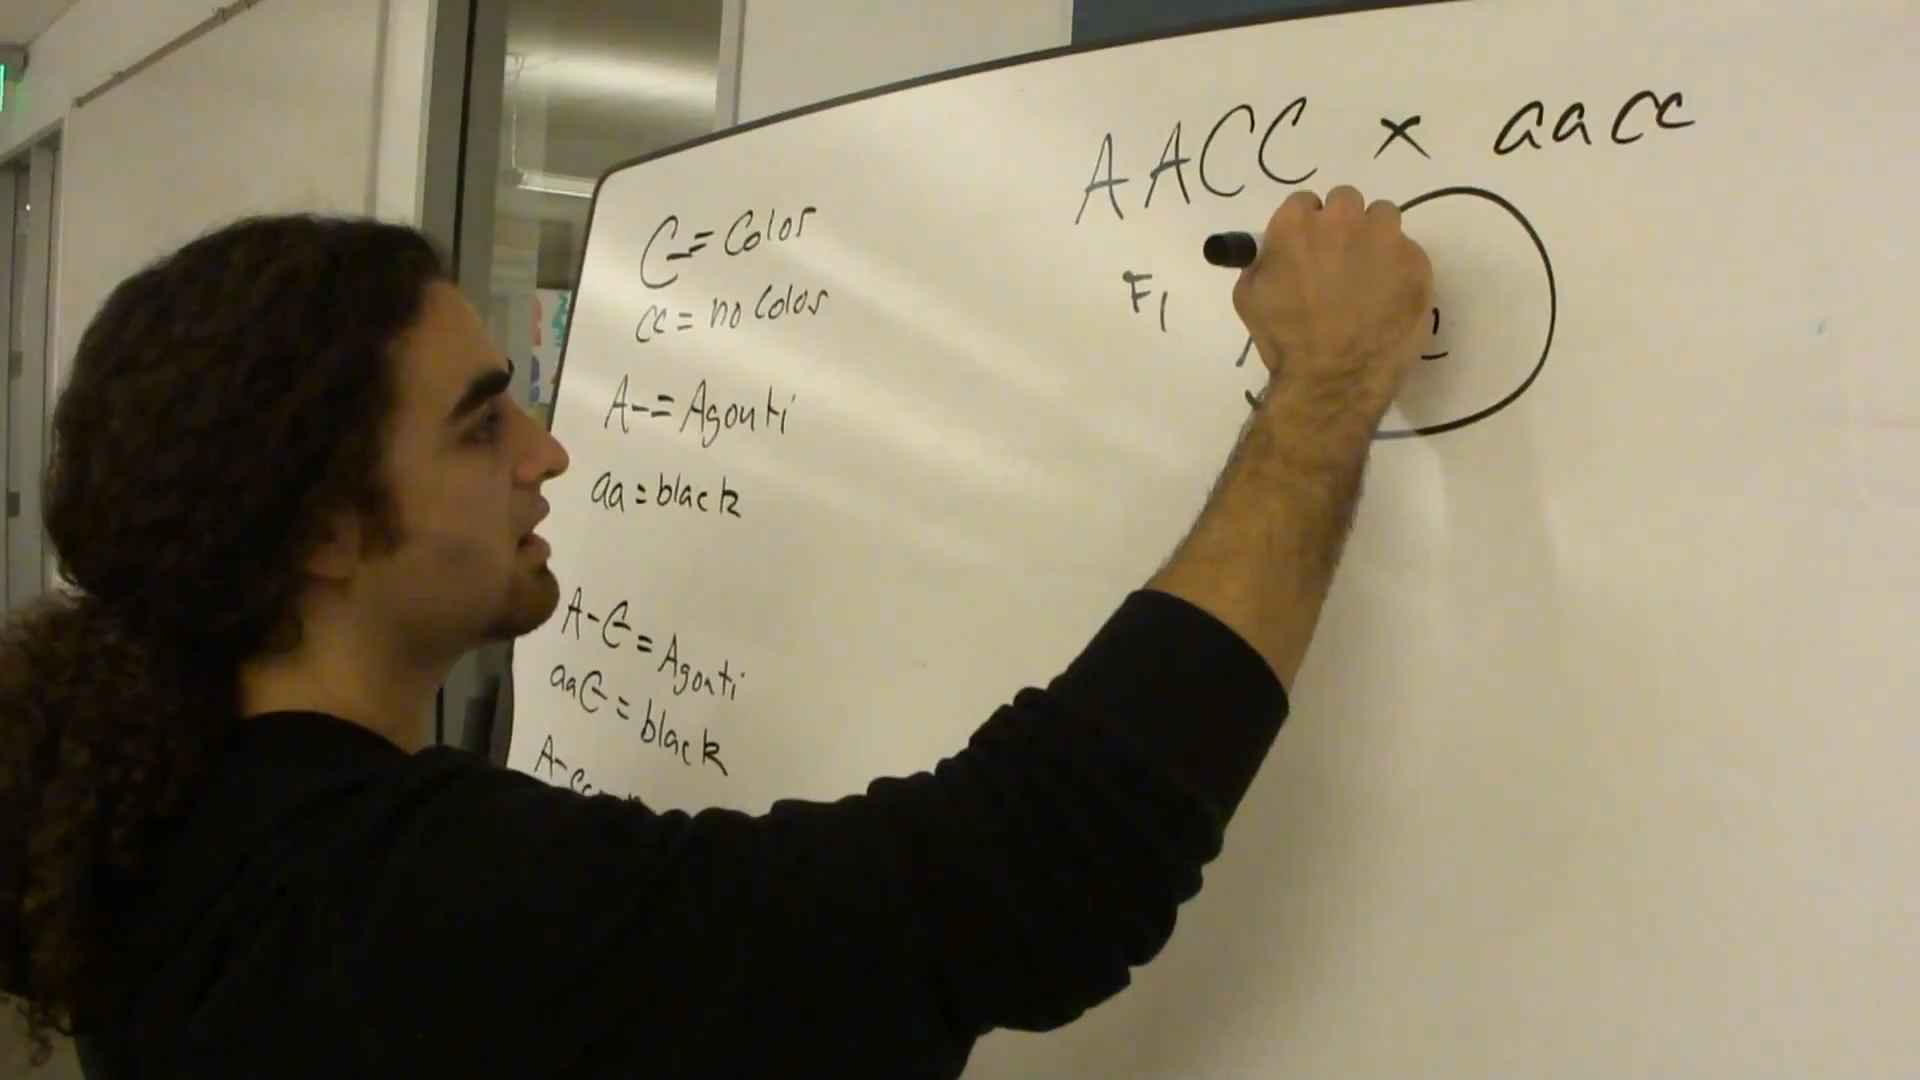 C-= Color
cc = no Color
A-= Agouti
aa = black
A-C- = Agouti
aaC- = black
A-cc
AACC × aacc
F1